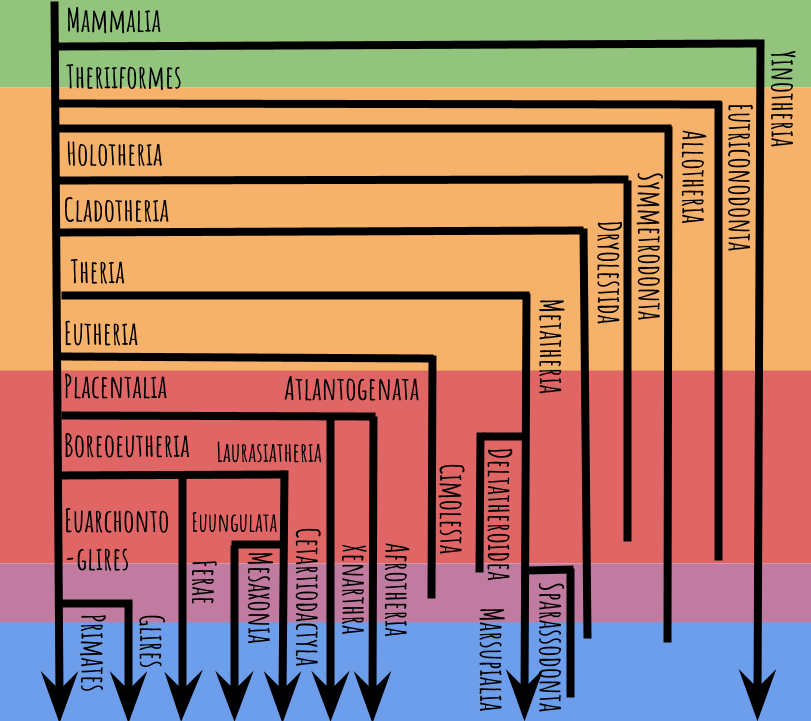 Mammalia
Theriiformes
Holotheria
Cladotheria
Theria
Eutheria
Placentalia
Atlantogenata
Boreoeutheria
Laurasiatheria
Euarchonto
-glires
Euungulata
Primates
Glires
Ferae
Mesaxonia
Cetartiodactyla
Xenarthra
Afrotheria
Cimolesta
Deltatheroidea
Marsupialia
Sparassodonta
Metatheria
Dryolestida
Symmetrodonta
Allotheria
Eutriconodonta
Yinotheria